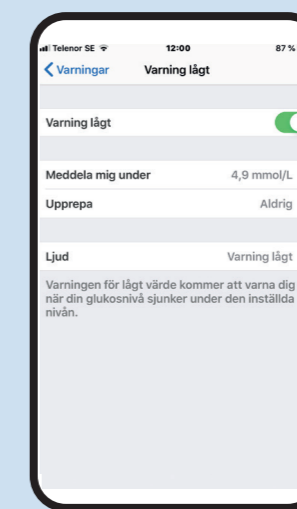 Telenor SE 12:00 87 %
Varningar Varning lågt
Varning lågt
Meddela mig under 4,9 mmol/L
Upprepa Aldrig
Ljud Varning lågt
Varningen för lågt värde kommer att varna dig
när din glukosnivå sjunker under den inställda
nivån.